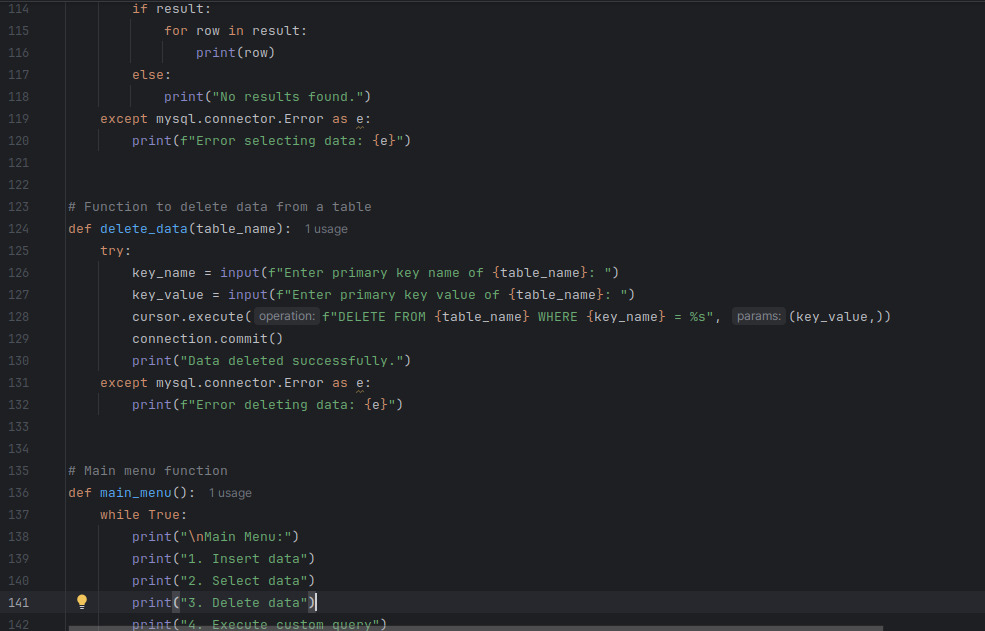 114 if result:
115 for row in result:
116 print(row)
117 else:
118 print("No results found.")
119 except mysql.connector.Error as e:
120 print(f"Error selecting data: {e}")
121
122
123 # Function to delete data from a table
124 def delete_data(table_name): 1 usage
125 try:
126 key_name = input(f"Enter primary key name of {table_name}: ")
127 key_value = input(f"Enter primary key value of {table_name}: ")
128 cursor.execute( operation: f"DELETE FROM {table_name} WHERE {key_name} = %s", params: (key_value,))
129 connection.commit()
130 print("Data deleted successfully.")
131 except mysql.connector.Error as e:
132 print(f"Error deleting data: {e}")
133
134
135 # Main menu function
136 def main_menu(): 1 usage
137 while True:
138 print("\nMain Menu:")
139 print("1. Insert data")
140 print("2. Select data")
141 print("3. Delete data")
142 print("4. Execute custom query")